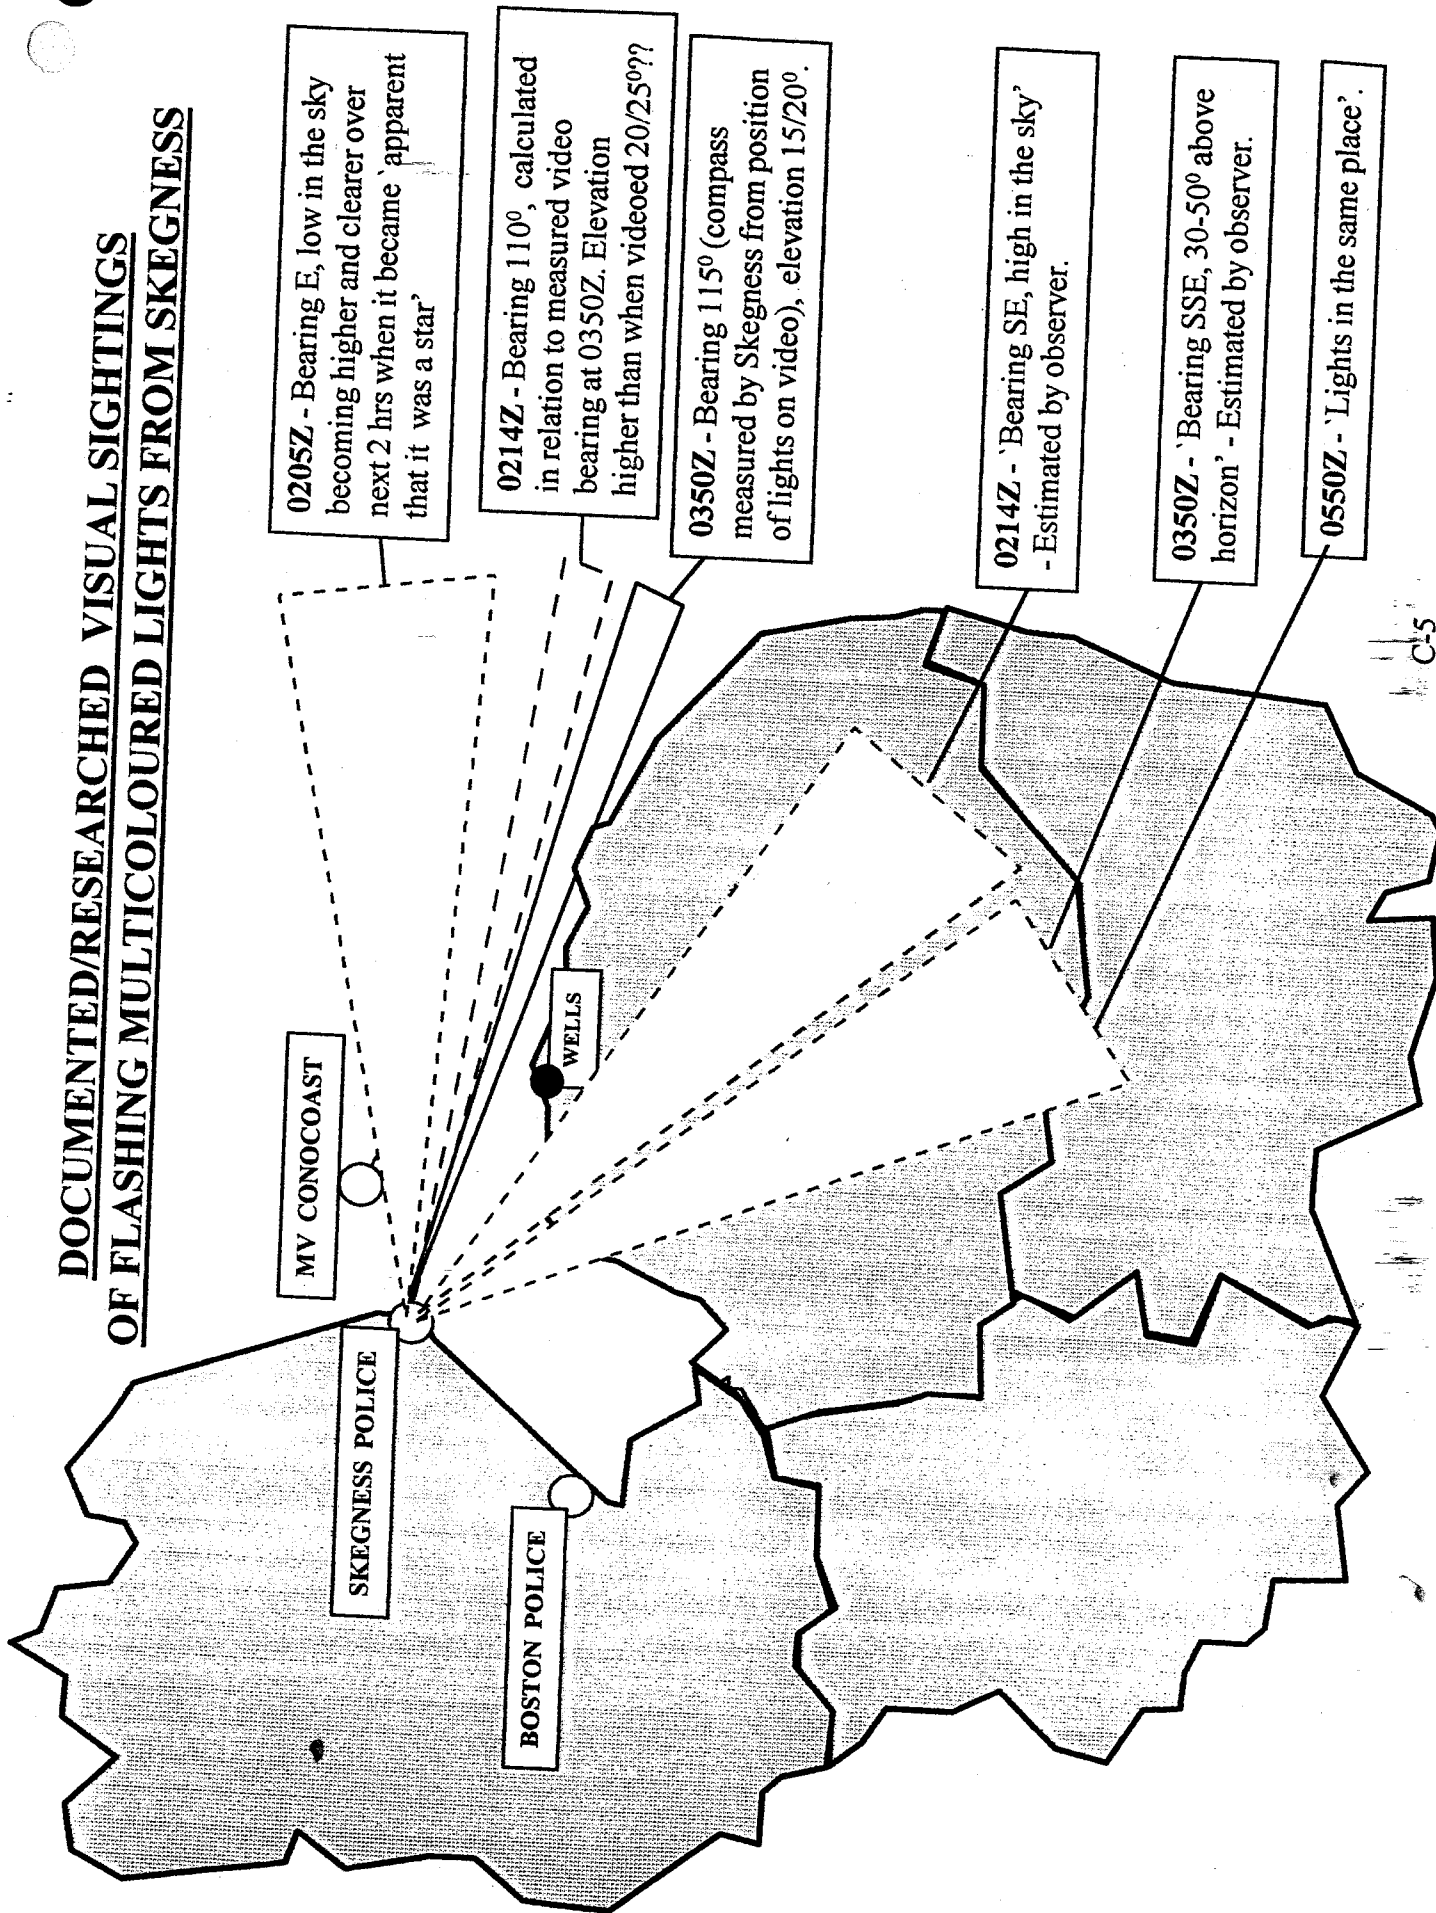 DOCUMENTED/RESEARCHED VISUAL SIGHTINGS
OF FLASHING MULTICOLOURED LIGHTS FROM SKEGNESS
0205Z - Bearing E, low in the sky
becoming higher and clearer over
next 2 hrs when it became `apparent
that it was a star'
0214Z - Bearing 110⁰, calculated
in relation to measured video
bearing at 0350Z. Elevation
higher than when videoed 20/25⁰??
0350Z - Bearing 115⁰ (compass
measured by Skegness from position
of lights on video), elevation 15/20⁰.
0214Z - `Bearing SE, high in the sky'
- Estimated by observer.
0350Z - `Bearing SSE, 30-50⁰ above
horizon' - Estimated by observer.
0550Z - `Lights in the same place'.
MV CONOCOAST
SKEGNESS POLICE
BOSTON POLICE
WELLS
C-5